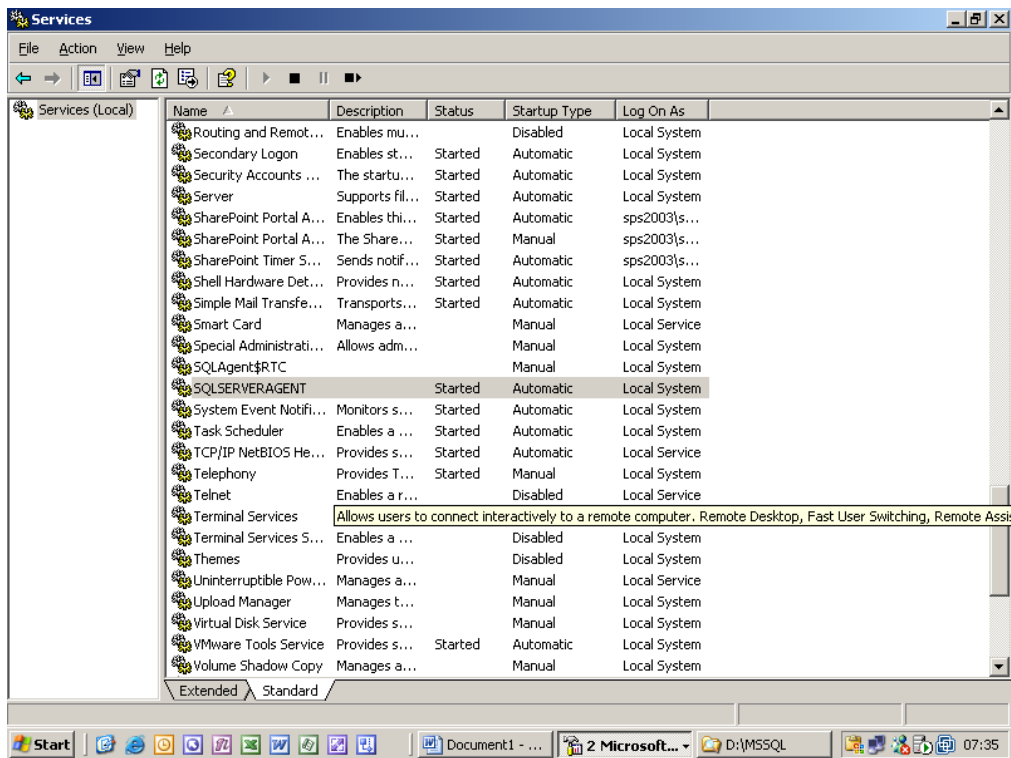 Services
File Action View Help
Services (Local)
Name Description Status Startup Type Log On As
Routing and Remot... Enables mu... Disabled Local System
Secondary Logon Enables st... Started Automatic Local System
Security Accounts ... The startu... Started Automatic Local System
Server Supports fil... Started Automatic Local System
SharePoint Portal A... Enables thi... Started Automatic sps2003\s...
SharePoint Portal A... The Share... Started Manual sps2003\s...
SharePoint Timer S... Sends notif... Started Automatic sps2003\s...
Shell Hardware Det... Provides n... Started Automatic Local System
Simple Mail Transfe... Transports... Started Automatic Local System
Smart Card Manages a... Manual Local Service
Special Administrati... Allows adm... Manual Local System
SQLAgent$RTC Manual Local System
SQLSERVERAGENT Started Automatic Local System
System Event Notifi... Monitors s... Started Automatic Local System
Task Scheduler Enables a ... Started Automatic Local System
TCP/IP NetBIOS He... Provides s... Started Automatic Local Service
Telephony Provides T... Started Manual Local System
Telnet Enables a r... Disabled Local Service
Terminal Services Allows users to connect interactively to a remote computer. Remote Desktop, Fast User Switching, Remote Assis
Terminal Services S... Enables a ... Disabled Local System
Themes Provides u... Disabled Local System
Uninterruptible Pow... Manages a... Manual Local Service
Upload Manager Manages t... Manual Local System
Virtual Disk Service Provides s... Manual Local System
VMware Tools Service Provides s... Started Automatic Local System
Volume Shadow Copy Manages a... Manual Local System
Extended Standard
Start Document1 - ... 2 Microsoft... D:\MSSQL 07:35